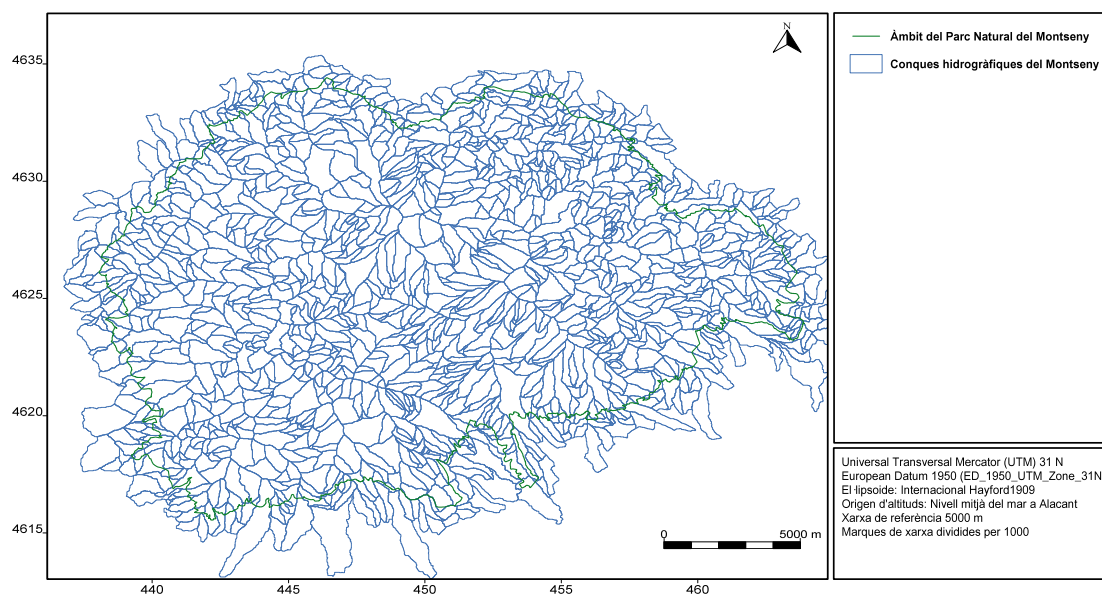 N
4635
4630
4625
4620
4615
440
445
450
455
460
0
5000 m
Àmbit del Parc Natural del Montseny
Conques hidrogràfiques del Montseny
Universal Transversal Mercator (UTM) 31 N
European Datum 1950 (ED_1950_UTM_Zone_31N
El·lipsoide: Internacional Hayford1909
Origen d'altituds: Nivell mitjà del mar a Alacant
Xarxa de referència 5000 m
Marques de xarxa dividides per 1000